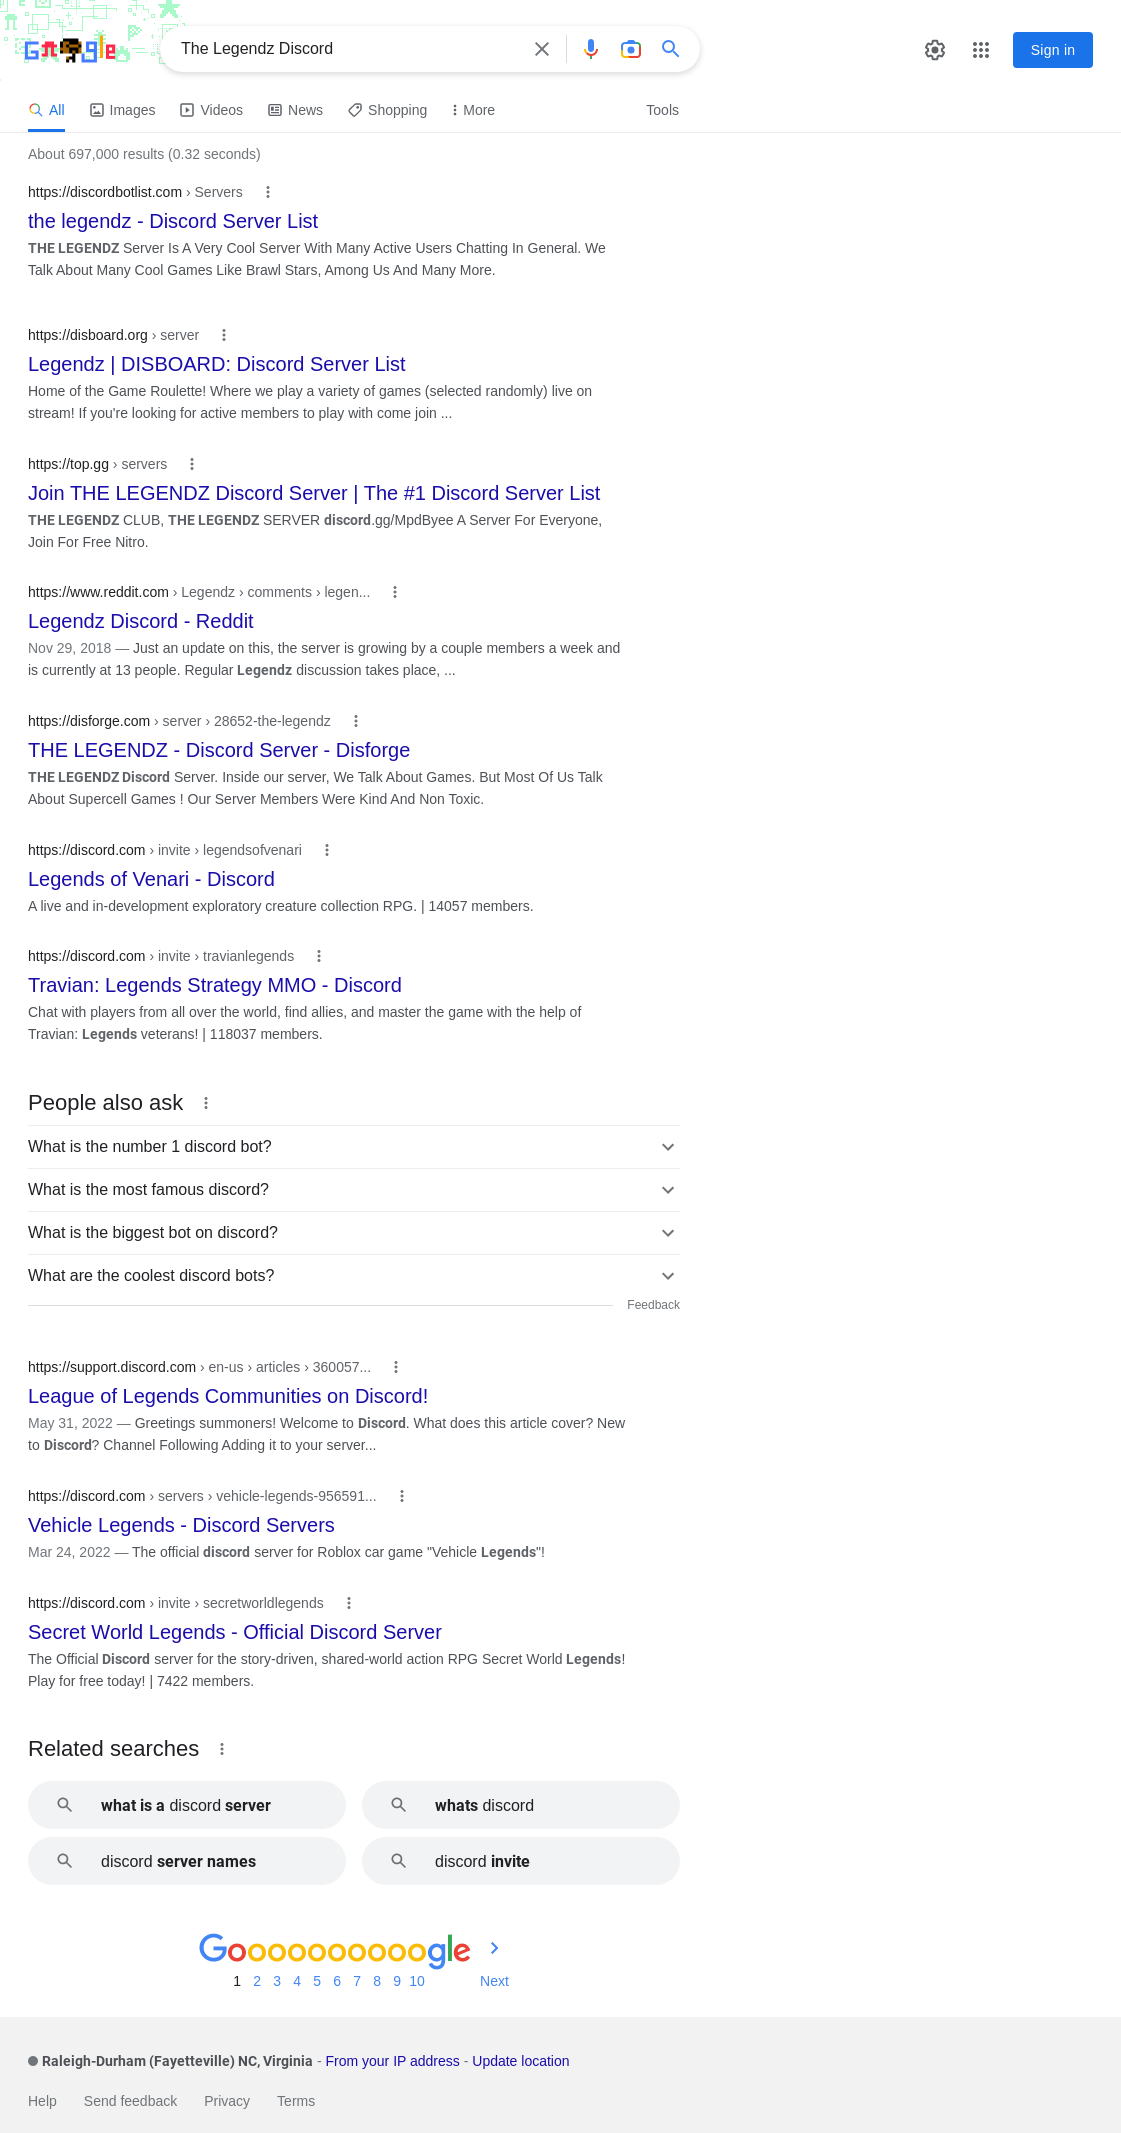 Google
The Legendz Discord
Sign in
All Images Videos News Shopping More Tools
About 697,000 results (0.32 seconds)
https://discordbotlist.com › Servers
the legendz - Discord Server List
THE LEGENDZ Server Is A Very Cool Server With Many Active Users Chatting In General. We
Talk About Many Cool Games Like Brawl Stars, Among Us And Many More.
https://disboard.org › server
Legendz | DISBOARD: Discord Server List
Home of the Game Roulette! Where we play a variety of games (selected randomly) live on
stream! If you're looking for active members to play with come join ...
https://top.gg › servers
Join THE LEGENDZ Discord Server | The #1 Discord Server List
THE LEGENDZ CLUB, THE LEGENDZ SERVER discord.gg/MpdByee A Server For Everyone,
Join For Free Nitro.
https://www.reddit.com › Legendz › comments › legen...
Legendz Discord - Reddit
Nov 29, 2018 — Just an update on this, the server is growing by a couple members a week and
is currently at 13 people. Regular Legendz discussion takes place, ...
https://disforge.com › server › 28652-the-legendz
THE LEGENDZ - Discord Server - Disforge
THE LEGENDZ Discord Server. Inside our server, We Talk About Games. But Most Of Us Talk
About Supercell Games ! Our Server Members Were Kind And Non Toxic.
https://discord.com › invite › legendsofvenari
Legends of Venari - Discord
A live and in-development exploratory creature collection RPG. | 14057 members.
https://discord.com › invite › travianlegends
Travian: Legends Strategy MMO - Discord
Chat with players from all over the world, find allies, and master the game with the help of
Travian: Legends veterans! | 118037 members.
People also ask
What is the number 1 discord bot?
What is the most famous discord?
What is the biggest bot on discord?
What are the coolest discord bots?
Feedback
https://support.discord.com › en-us › articles › 360057...
League of Legends Communities on Discord!
May 31, 2022 — Greetings summoners! Welcome to Discord. What does this article cover? New
to Discord? Channel Following Adding it to your server...
https://discord.com › servers › vehicle-legends-956591...
Vehicle Legends - Discord Servers
Mar 24, 2022 — The official discord server for Roblox car game "Vehicle Legends"!
https://discord.com › invite › secretworldlegends
Secret World Legends - Official Discord Server
The Official Discord server for the story-driven, shared-world action RPG Secret World Legends!
Play for free today! | 7422 members.
Related searches
what is a discord server
whats discord
discord server names
discord invite
Goooooooooogle
1 2 3 4 5 6 7 8 9 10 Next
Raleigh-Durham (Fayetteville) NC, Virginia - From your IP address - Update location
Help Send feedback Privacy Terms